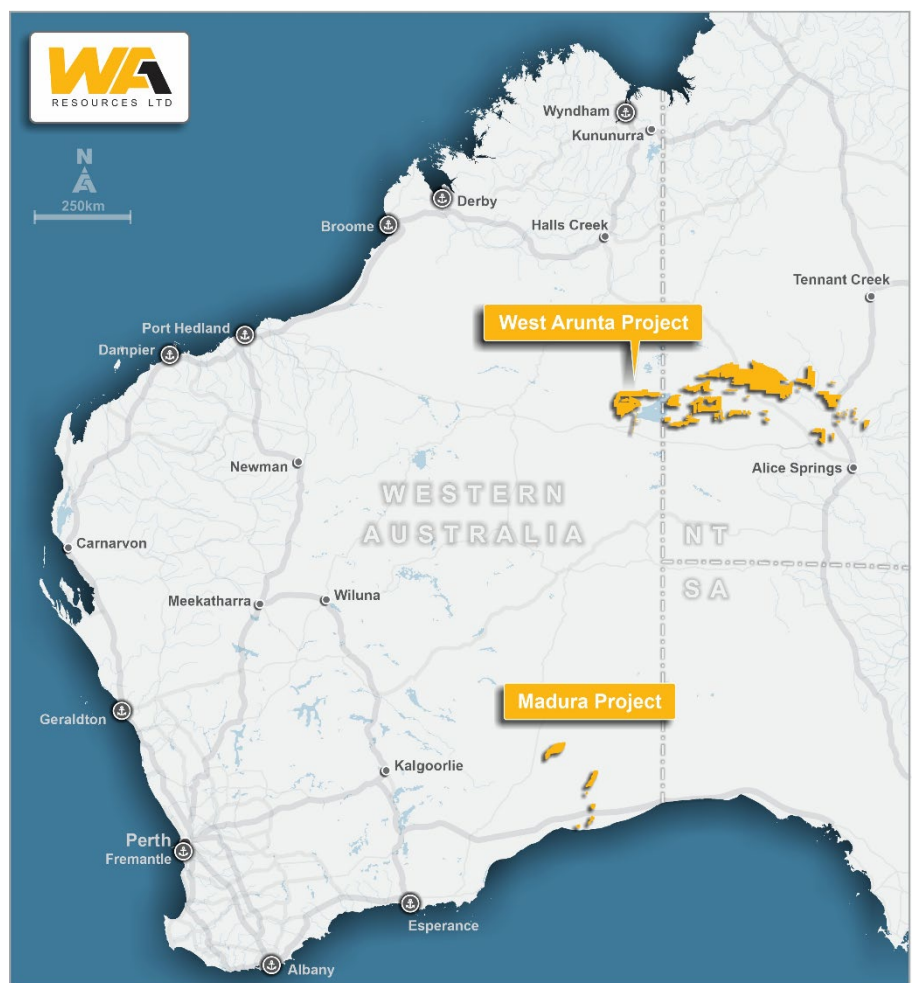 WA1
RESOURCES LTD
N
250km
Wyndham
Kununurra
Derby
Broome
Halls Creek
Tennant Creek
West Arunta Project
Port Hedland
Dampier
Newman
Alice Springs
WESTERN
AUSTRALIA
NT
Carnarvon
SA
Meekatharra
Wiluna
Madura Project
Geraldton
Kalgoorlie
Perth
Fremantle
Esperance
Albany